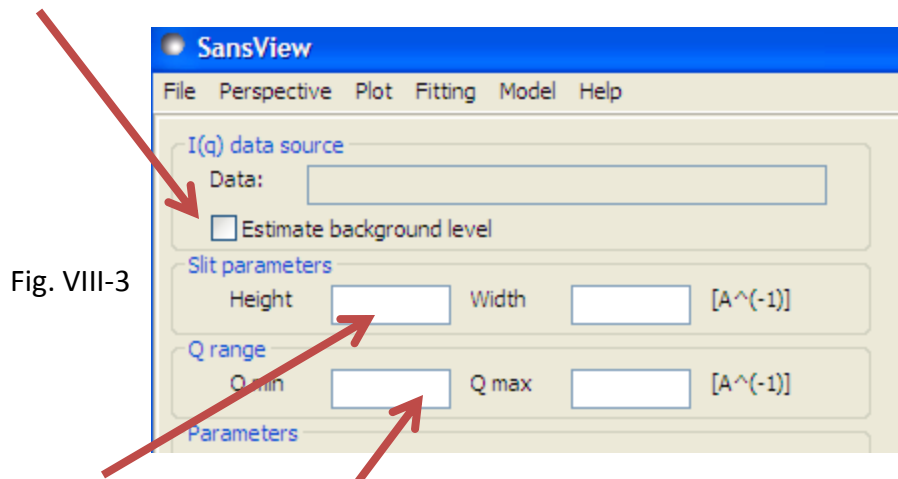 SansView
File Perspective Plot Fitting Model Help
I(q) data source
Data:
Estimate background level
Slit parameters
Height Width [A^(-1)]
Fig. VIII-3
Q range
Q min Q max [A^(-1)]
Parameters